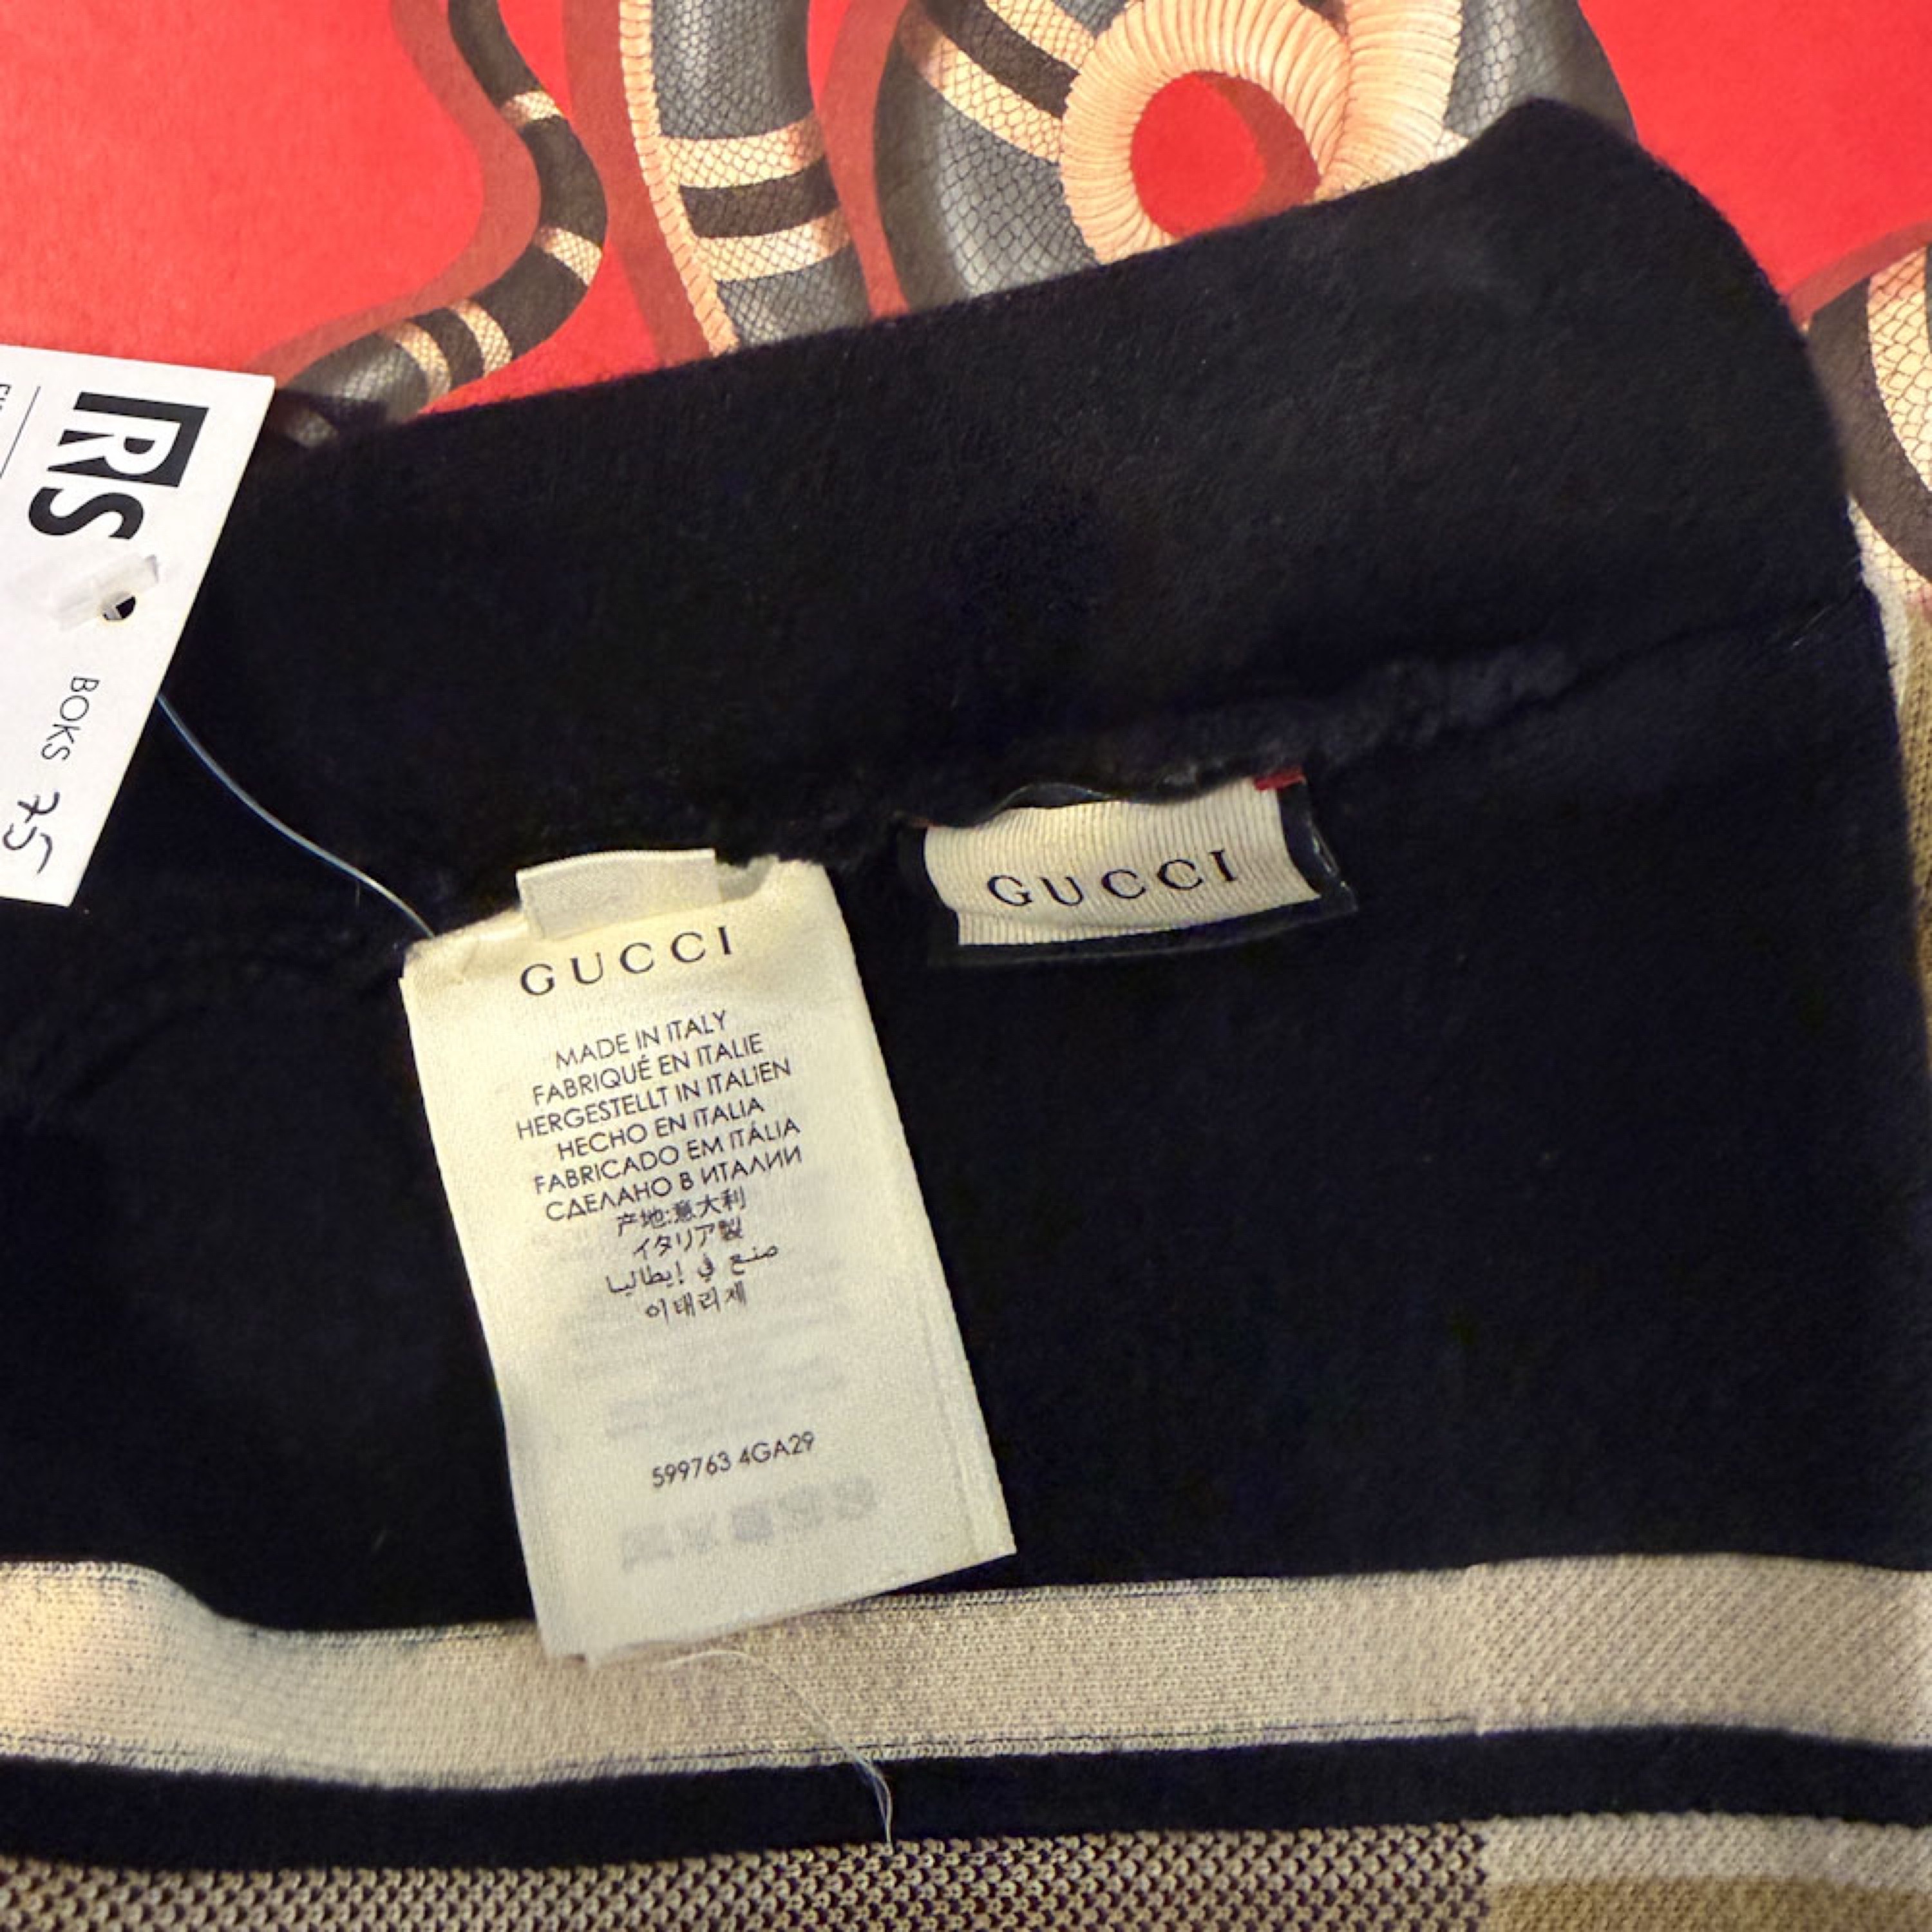 RS
BOKS 75
GUCCI
GUCCI
MADE IN ITALY
FABRIQUÉ EN ITALIE
HERGESTELLT IN ITALIEN
HECHO EN ITALIA
FABRICADO EM ITÁLIA
СДЕЛАНО В ИТАЛИИ
产地:意大利
イタリア製
صنع في إيطاليا
이태리제
599763 4GA29